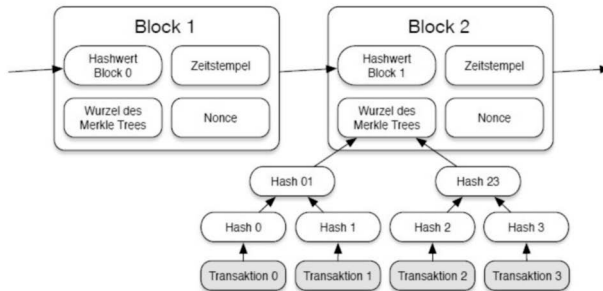 Block 1
Block 2
Hashwert
Block 0
Zeitstempel
Hashwert
Block 1
Zeitstempel
Wurzel des
Merkle Trees
Nonce
Wurzel des
Merkle Trees
Nonce
Hash 01
Hash 23
Hash 0
Hash 1
Hash 2
Hash 3
Transaktion 0
Transaktion 1
Transaktion 2
Transaktion 3